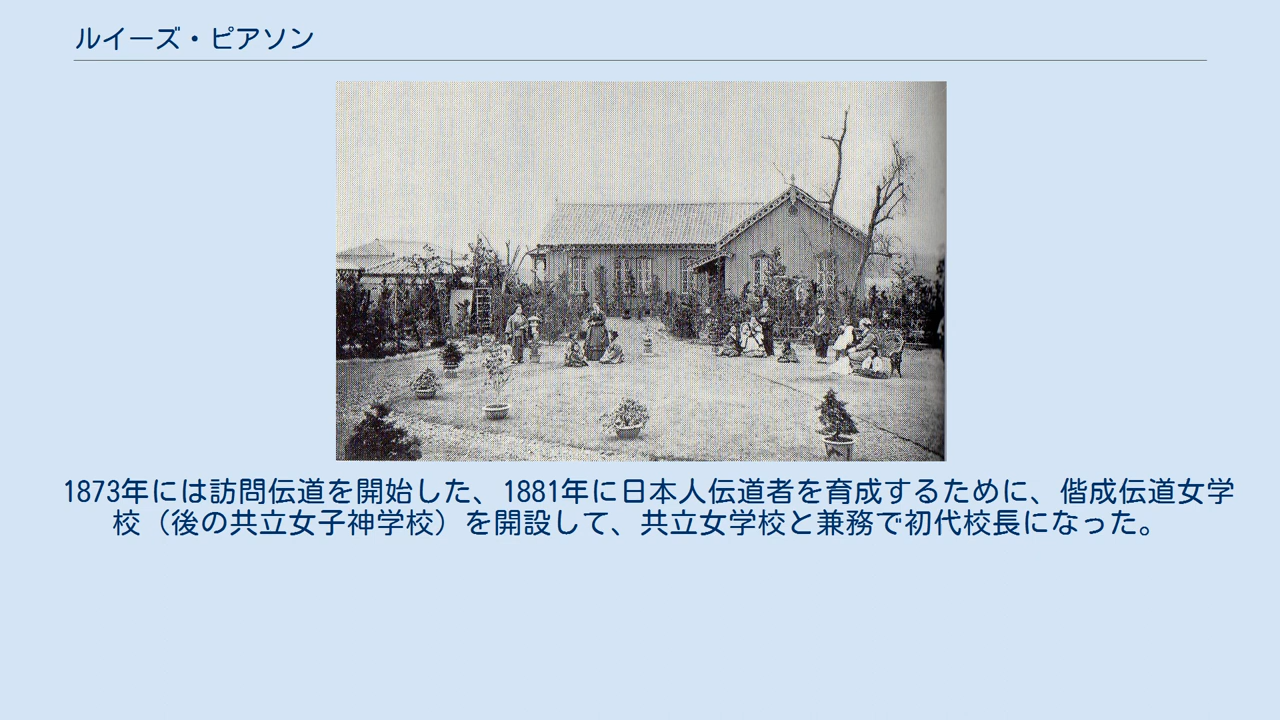 ルイーズ・ピアソン
1873年には訪問伝道を開始した、1881年に日本人伝道者を育成するために、偕成伝道女学
校（後の共立女子神学校）を開設して、共立女学校と兼務で初代校長になった。